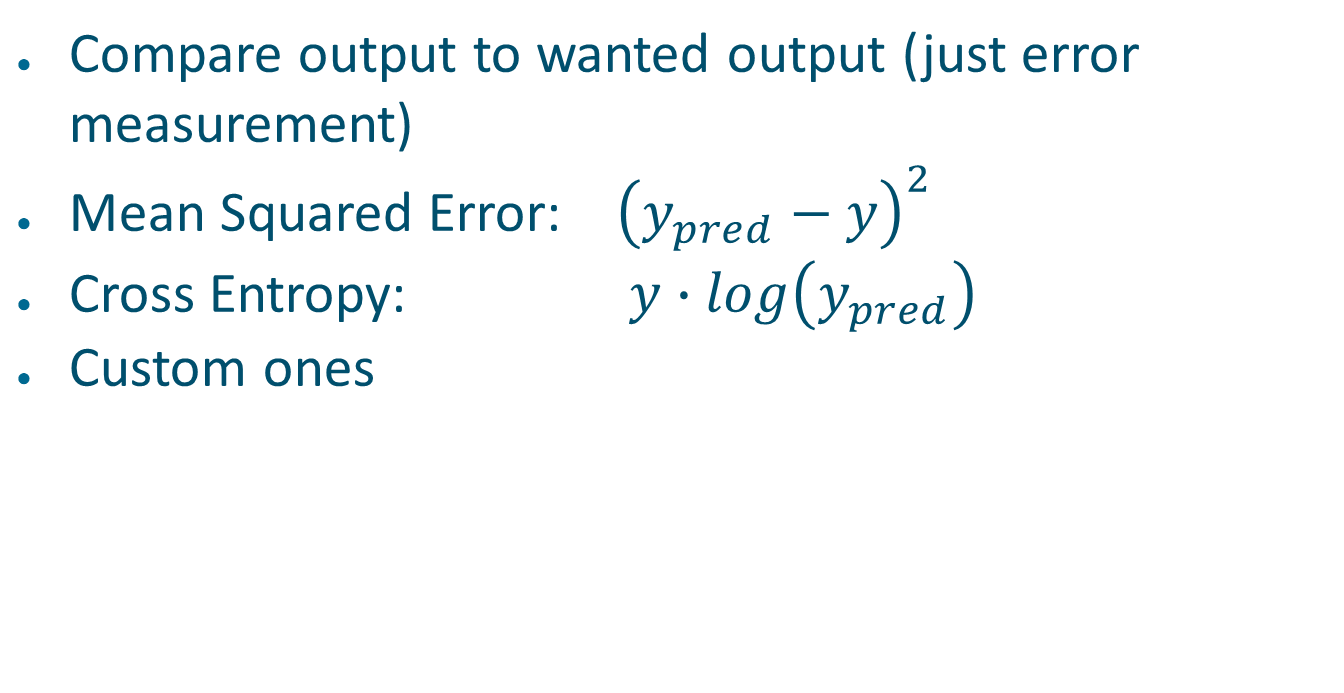 • Compare output to wanted output (just error
measurement)
• Mean Squared Error: (y_pred − y)²
• Cross Entropy: y · log(y_pred)
• Custom ones